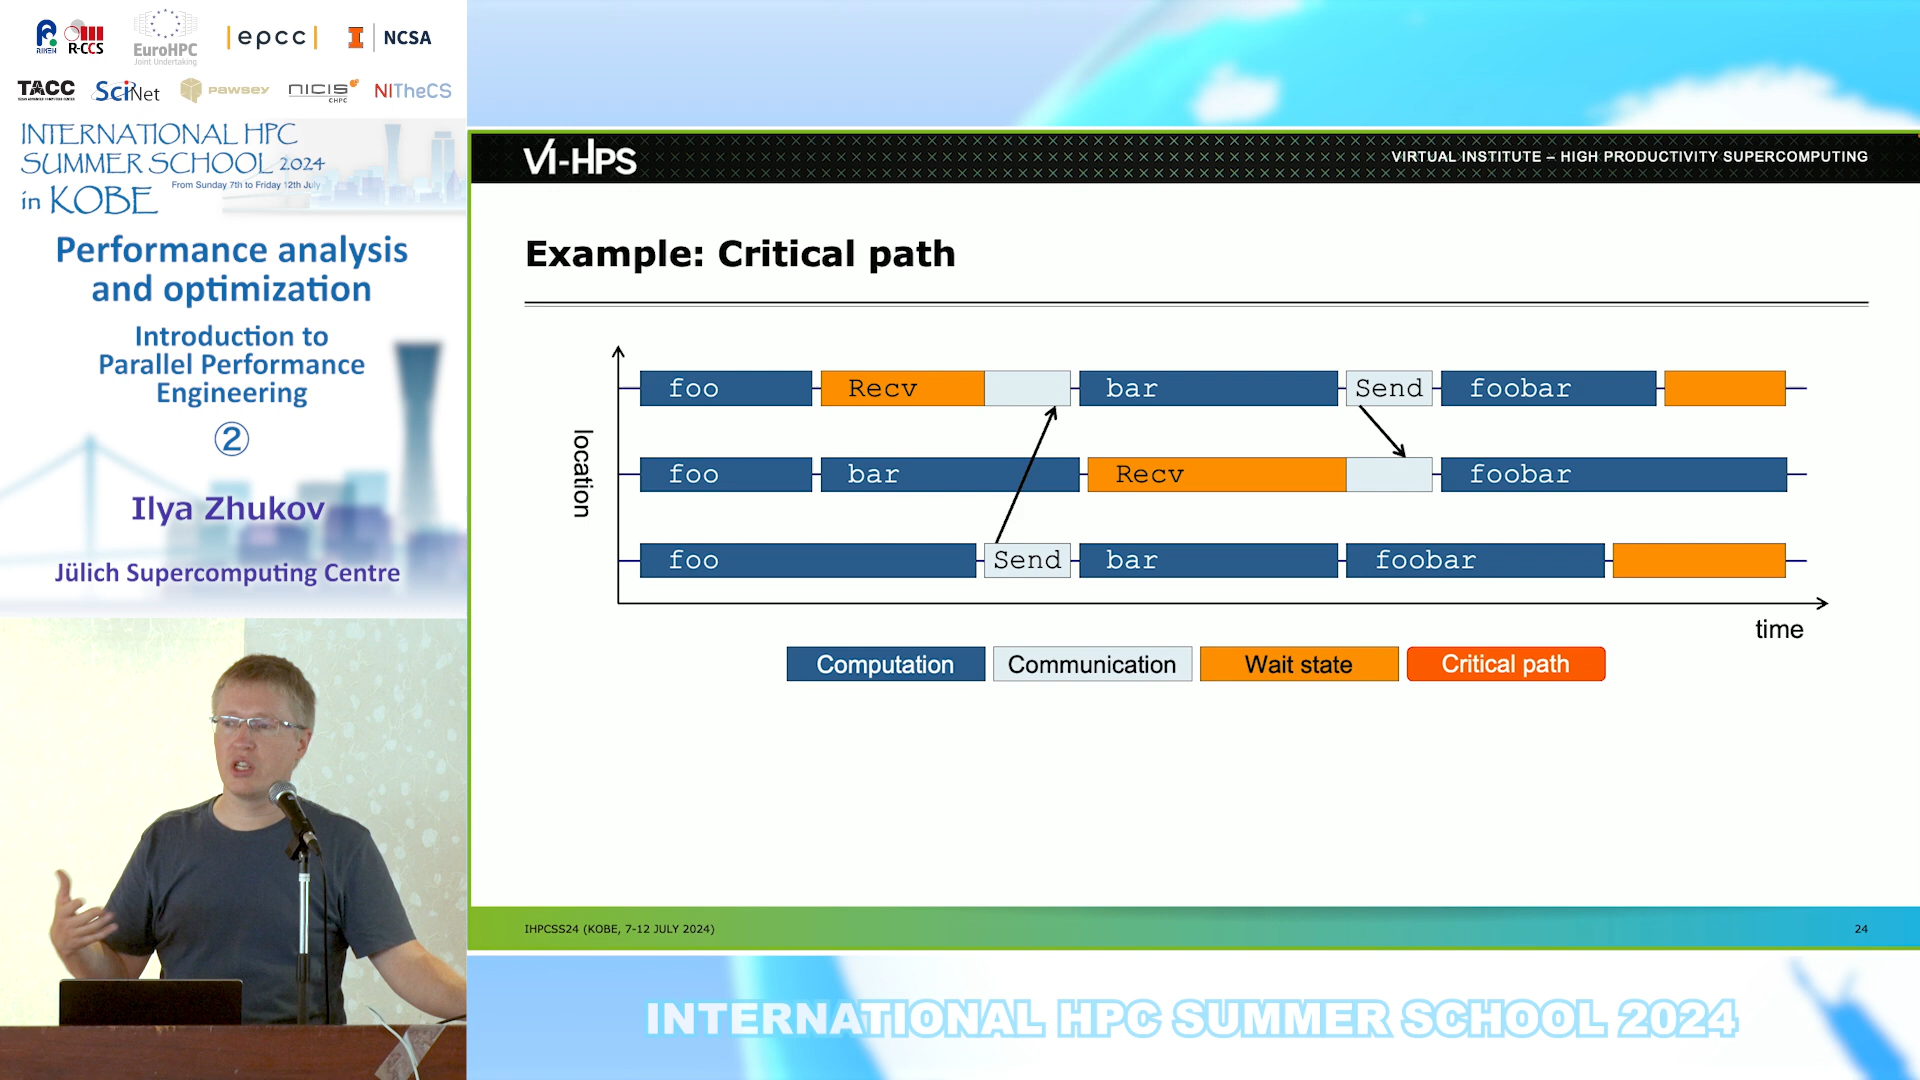 RIKEN
R-CCS
EuroHPC
Joint Undertaking
epcc
I NCSA
TACC
SciNet
PAWSEY
NICIS
CHPC
NITheCS
INTERNATIONAL HPC
SUMMER SCHOOL 2024
From Sunday 7th to Friday 12th July
in KOBE
Performance analysis
and optimization
Introduction to
Parallel Performance
Engineering
②
Ilya Zhukov
Jülich Supercomputing Centre
VI-HPS
VIRTUAL INSTITUTE – HIGH PRODUCTIVITY SUPERCOMPUTING
Example: Critical path
location
foo Recv bar Send foobar
foo bar Recv foobar
foo Send bar foobar
time
Computation Communication Wait state Critical path
IHPCSS24 (KOBE, 7-12 JULY 2024)
24
INTERNATIONAL HPC SUMMER SCHOOL 2024